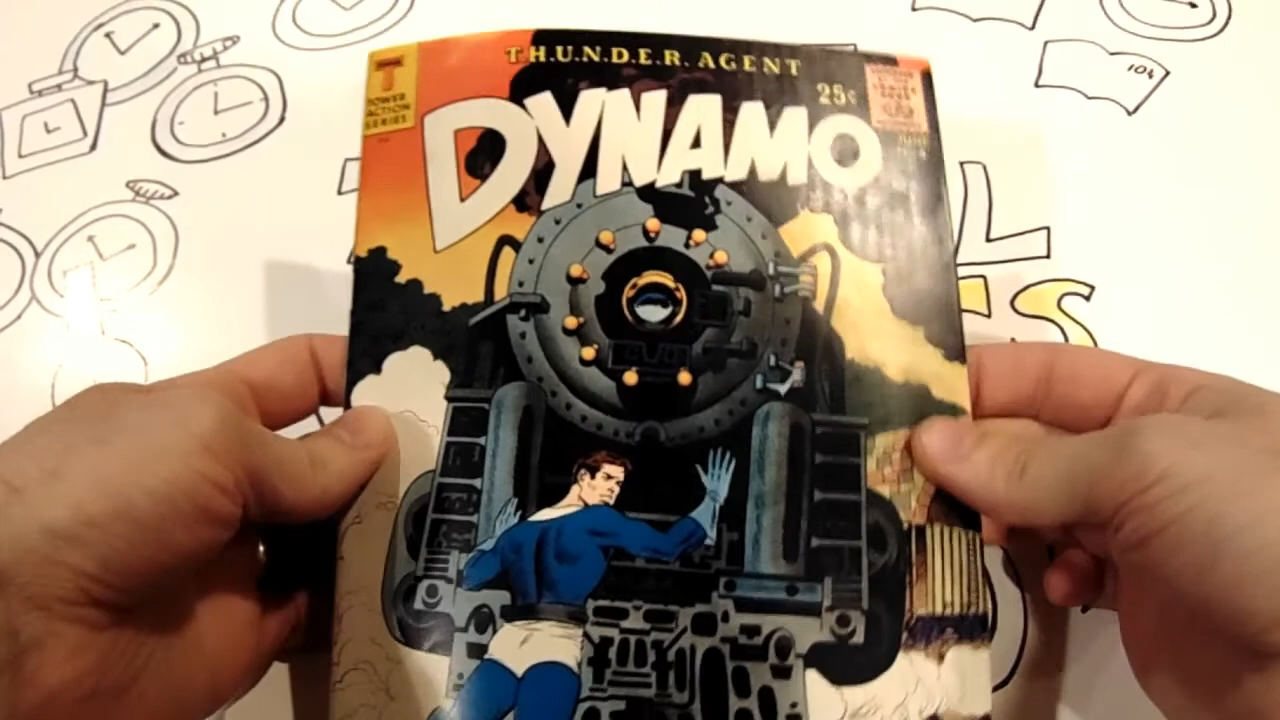 T.H.U.N.D.E.R. AGENT
TOWER
ACTION
SERIES
25¢
DYNAMO
104
L
S